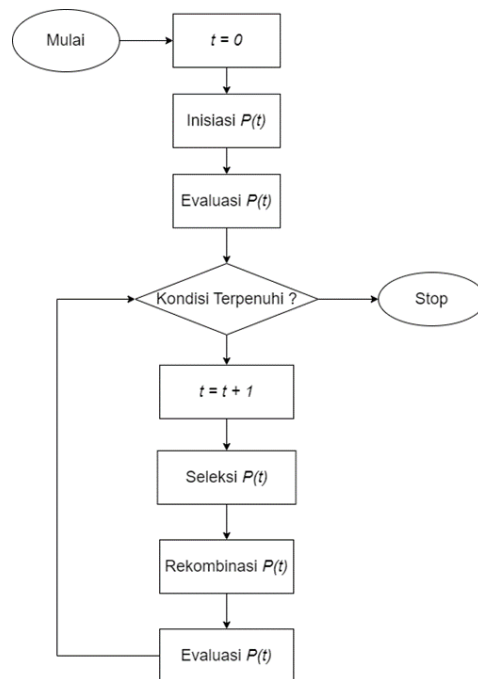 Mulai
t = 0
Inisiasi P(t)
Evaluasi P(t)
Kondisi Terpenuhi ?
Stop
t = t + 1
Seleksi P(t)
Rekombinasi P(t)
Evaluasi P(t)